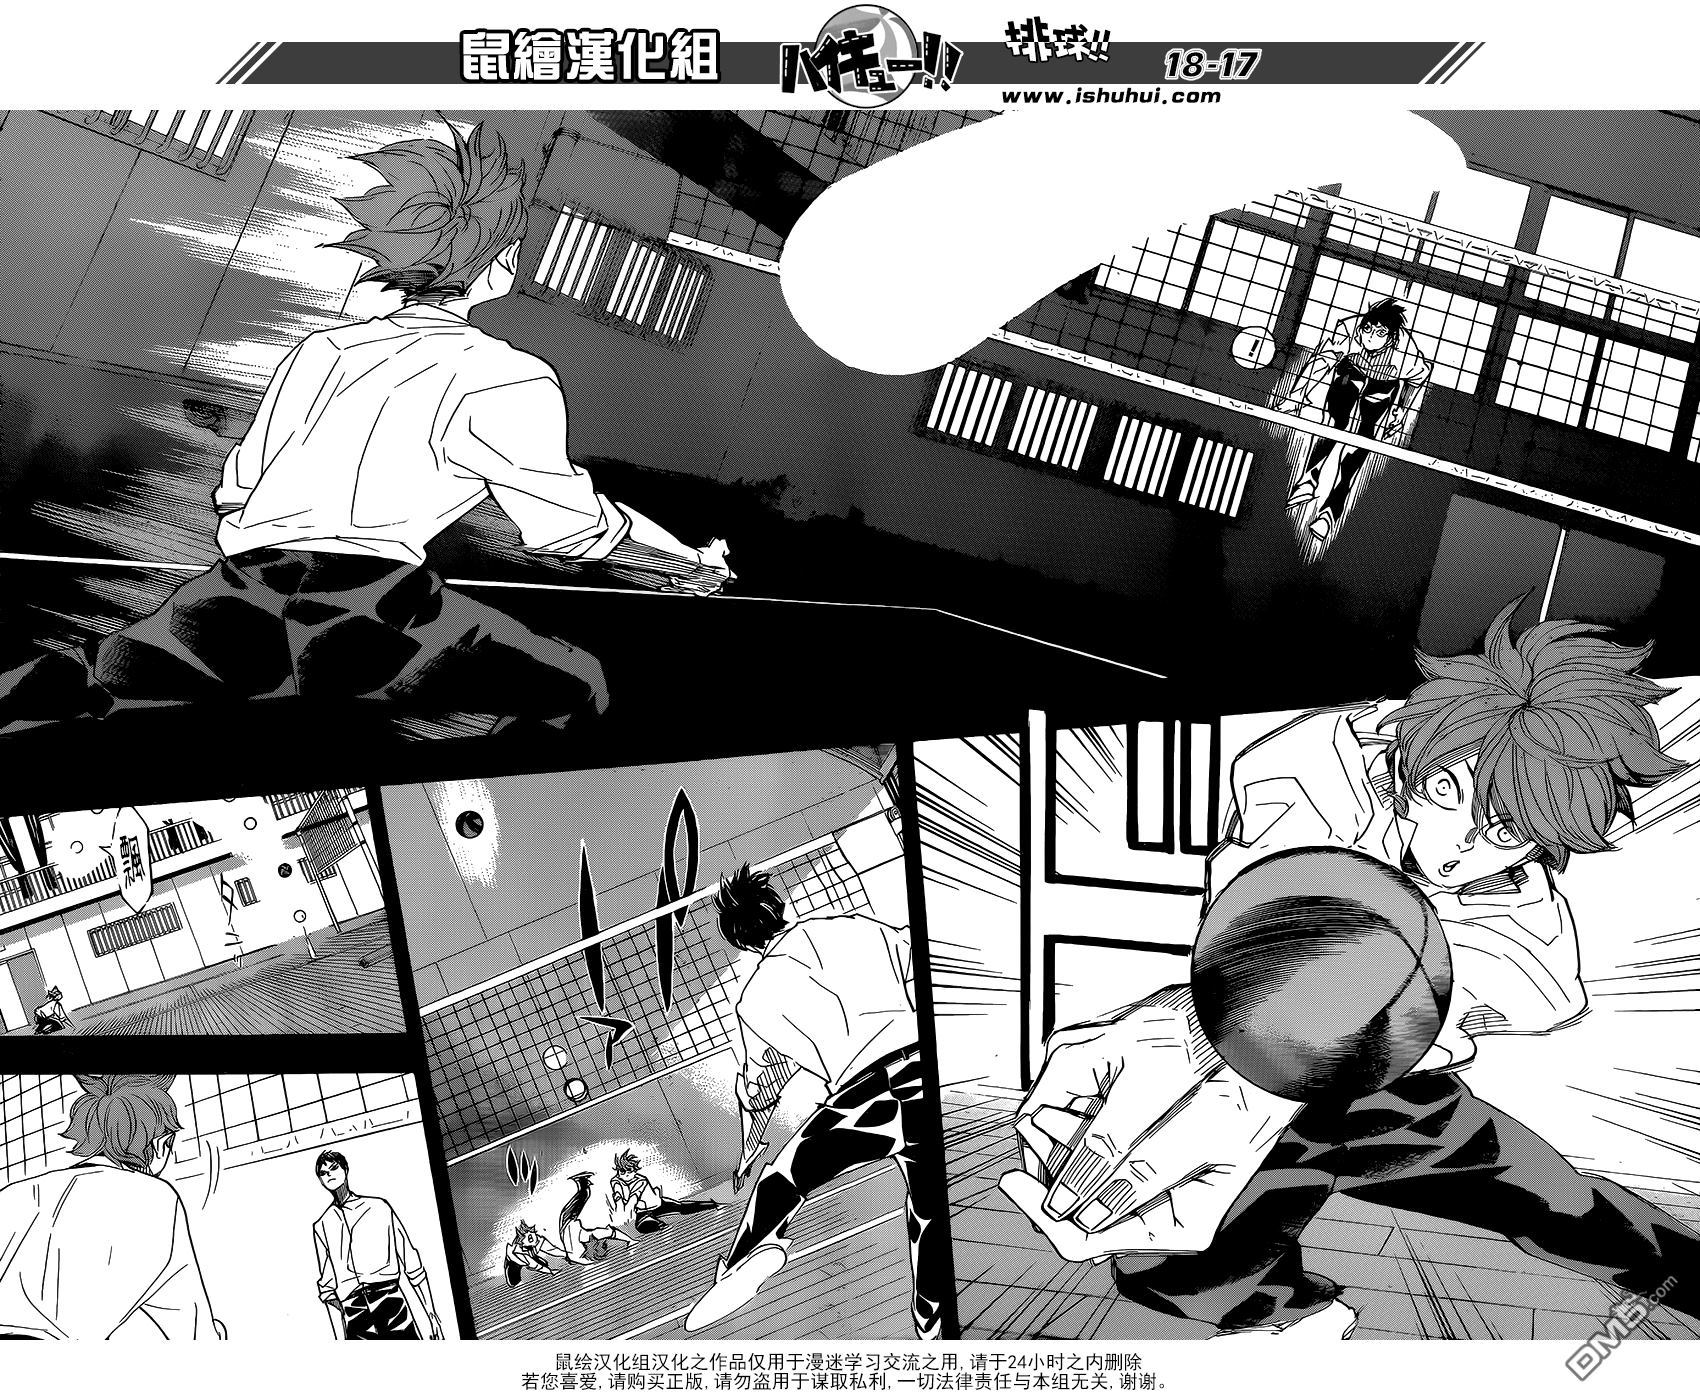 鼠繪漢化組
ハイキュー!!
排球!!
18-17
www.ishuhui.com
!
飄
鼠绘汉化组汉化之作品仅用于漫迷学习交流之用,请于24小时之内删除
若您喜爱,请购买正版,请勿盗用于谋取私利,一切法律责任与本组无关,谢谢。
DM5.com